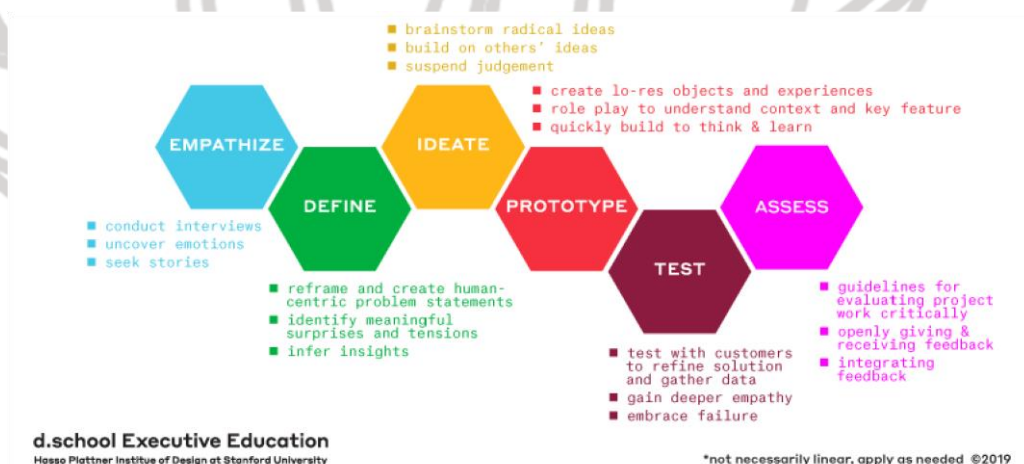 ■ brainstorm radical ideas
■ build on others' ideas
■ suspend judgement
■ create lo-res objects and experiences
■ role play to understand context and key feature
■ quickly build to think & learn
EMPATHIZE
IDEATE
DEFINE
PROTOTYPE
ASSESS
TEST
■ conduct interviews
■ uncover emotions
■ seek stories
■ reframe and create human-
centric problem statements
■ identify meaningful
surprises and tensions
■ infer insights
■ guidelines for
evaluating project
work critically
■ openly giving &
receiving feedback
■ integrating
feedback
■ test with customers
to refine solution
and gather data
■ gain deeper empathy
■ embrace failure
d.school Executive Education
Hasso Plattner Institue of Design at Stanford University
*not necessarily linear, apply as needed ©2019